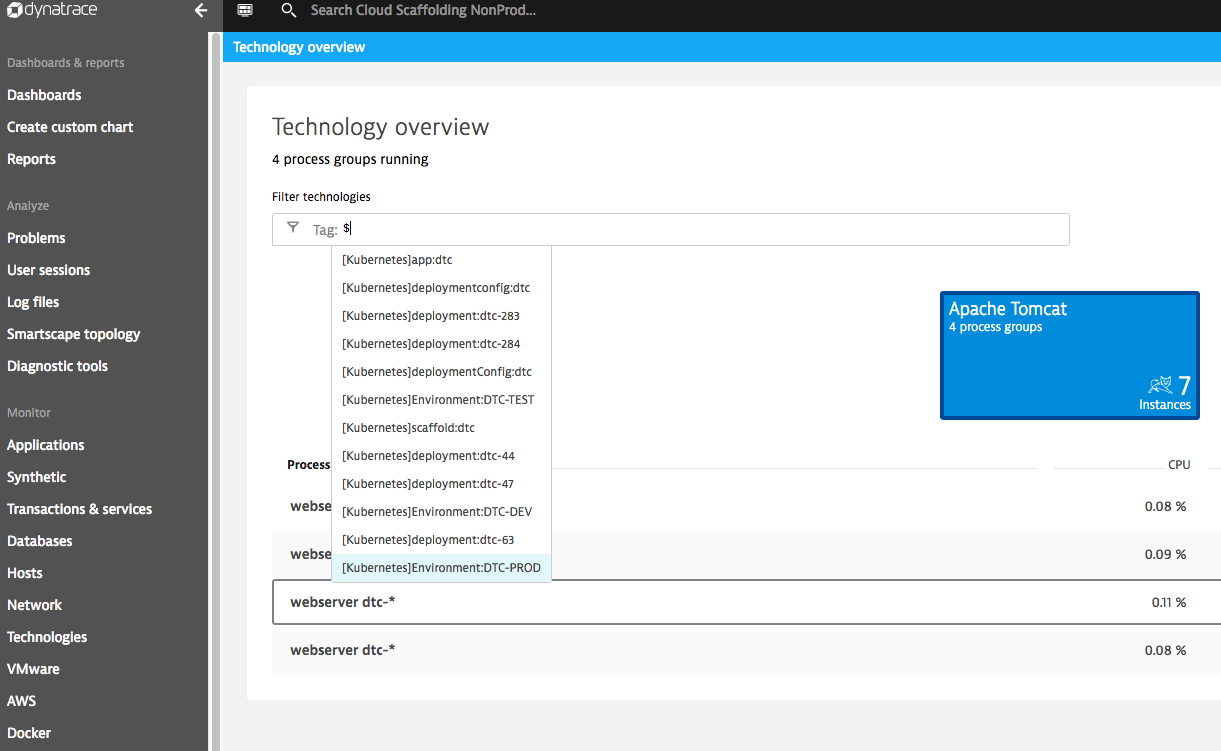 dynatrace
Search Cloud Scaffolding NonProd...
Technology overview
Dashboards & reports
Dashboards
Create custom chart
Reports
Analyze
Problems
User sessions
Log files
Smartscape topology
Diagnostic tools
Monitor
Applications
Synthetic
Transactions & services
Databases
Hosts
Network
Technologies
VMware
AWS
Docker
Technology overview
4 process groups running
Filter technologies
Tag: $
[Kubernetes]app:dtc
[Kubernetes]deploymentconfig:dtc
[Kubernetes]deployment:dtc-283
[Kubernetes]deployment:dtc-284
[Kubernetes]deploymentConfig:dtc
[Kubernetes]Environment:DTC-TEST
[Kubernetes]scaffold:dtc
[Kubernetes]deployment:dtc-44
[Kubernetes]deployment:dtc-47
[Kubernetes]Environment:DTC-DEV
[Kubernetes]deployment:dtc-63
[Kubernetes]Environment:DTC-PROD
Apache Tomcat
4 process groups
7
Instances
Process CPU
webse 0.08 %
webse 0.09 %
webserver dtc-* 0.11 %
webserver dtc-* 0.08 %